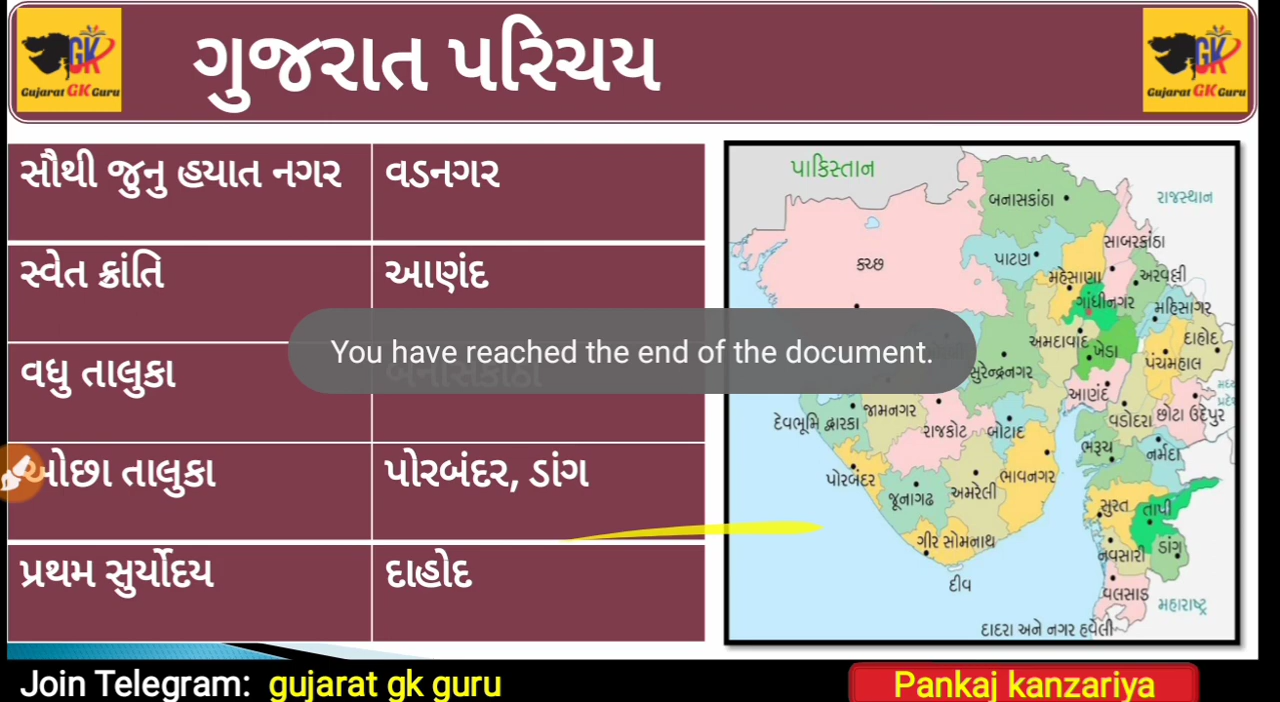 GK
Gujarat GK Guru
ગુજરાત પરિચય
GK
Gujarat GK Guru
સૌથી જુનુ હયાત નગર વડનગર
સ્વેત ક્રાંતિ આણંદ
વધુ તાલુકા બનાસકાંઠા
ઓછા તાલુકા પોરબંદર, ડાંગ
પ્રથમ સુર્યોદય દાહોદ
You have reached the end of the document.
પાકિસ્તાન
બનાસકાંઠા
રાજસ્થાન
સાબરકાંઠા
પાટણ
કચ્છ
મહેસાણા
અરવલ્લી
ગાંધીનગર
મહિસાગર
અમદાવાદ
ખેડા
દાહોદ
પંચમહાલ
સુરેન્દ્રનગર
આણંદ
વડોદરા
છોટા ઉદેપુર
જામનગર
દેવભૂમિ દ્વારકા
રાજકોટ
બોટાદ
ભરૂચ
નર્મદા
પોરબંદર
જૂનાગઢ
અમરેલી
ભાવનગર
સુરત
તાપી
ગીર સોમનાથ
નવસારી
ડાંગ
દીવ
વલસાડ
મહારાષ્ટ્ર
દાદરા અને નગર હવેલી
Join Telegram: gujarat gk guru
Pankaj kanzariya